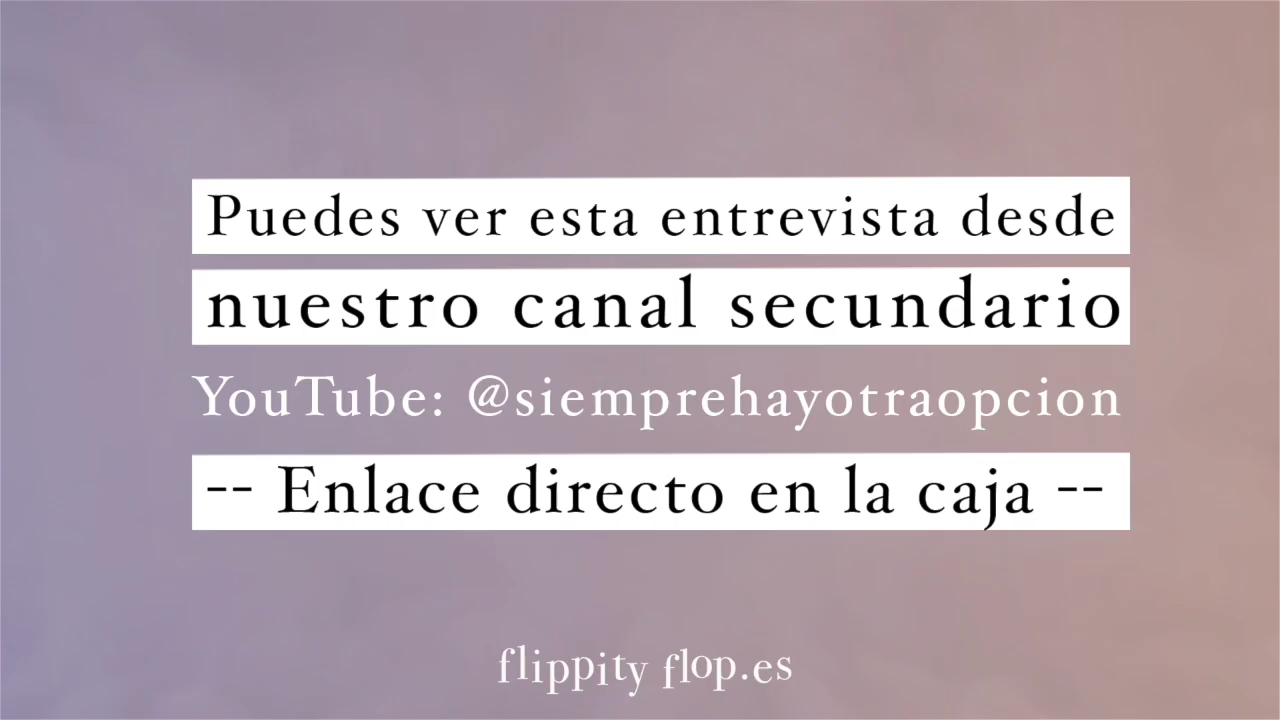 Puedes ver esta entrevista desde
nuestro canal secundario
YouTube: @siemprehayotraopcion
-- Enlace directo en la caja --
flippity flop.es